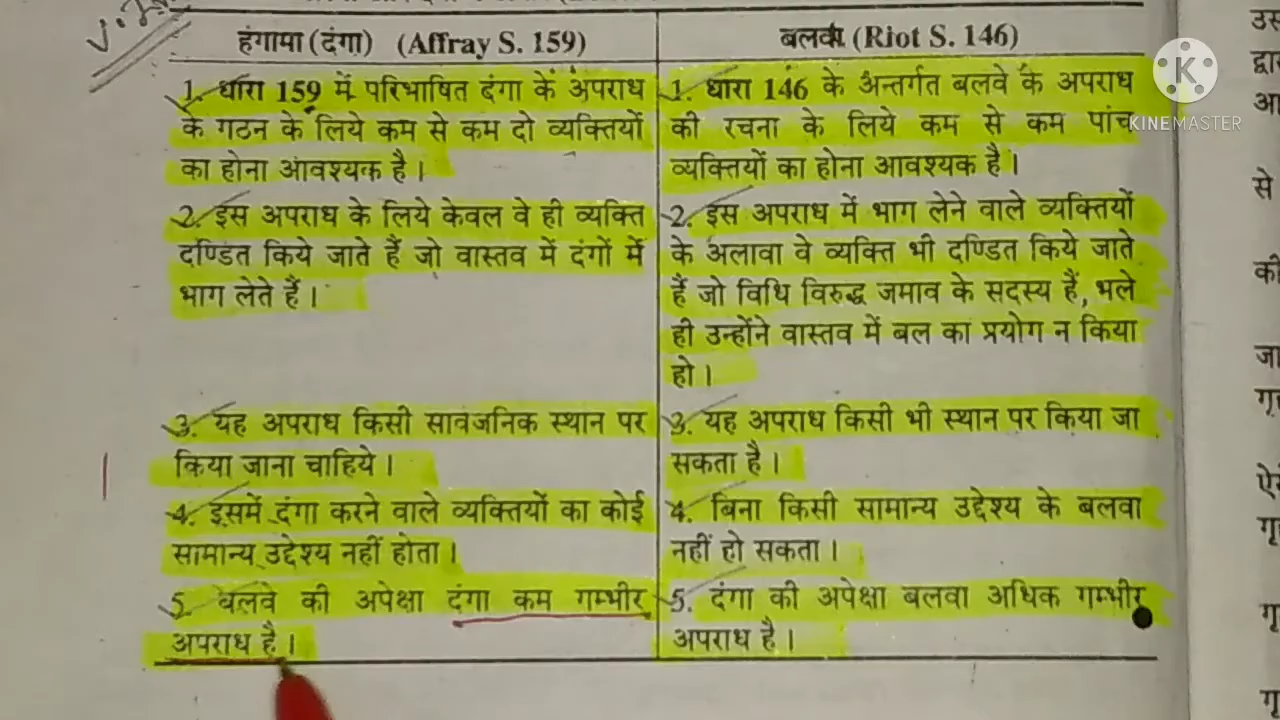 हंगामा (दंगा) (Affray S. 159)
1. धारा 159 में परिभाषित दंगा के अपराध
के गठन के लिये कम से कम दो व्यक्तियों
का होना आवश्यक है।
2. इस अपराध के लिये केवल वे ही व्यक्ति
दण्डित किये जाते हैं जो वास्तव में दंगों में
भाग लेते हैं।
3. यह अपराध किसी सार्वजनिक स्थान पर
किया जाना चाहिये।
4. इसमें दंगा करने वाले व्यक्तियों का कोई
सामान्य उद्देश्य नहीं होता।
5. बलवे की अपेक्षा दंगा कम गम्भीर
अपराध है।
बलवा (Riot S. 146)
1. धारा 146 के अन्तर्गत बलवे के अपराध
की रचना के लिये कम से कम पांच
व्यक्तियों का होना आवश्यक है।
2. इस अपराध में भाग लेने वाले व्यक्तियों
के अलावा वे व्यक्ति भी दण्डित किये जाते
हैं जो विधि विरुद्ध जमाव के सदस्य हैं, भले
ही उन्होंने वास्तव में बल का प्रयोग न किया
हो।
3. यह अपराध किसी भी स्थान पर किया जा
सकता है।
4. बिना किसी सामान्य उद्देश्य के बलवा
नहीं हो सकता।
5. दंगा की अपेक्षा बलवा अधिक गम्भीर
अपराध है।
K
KINEMASTER
से
की